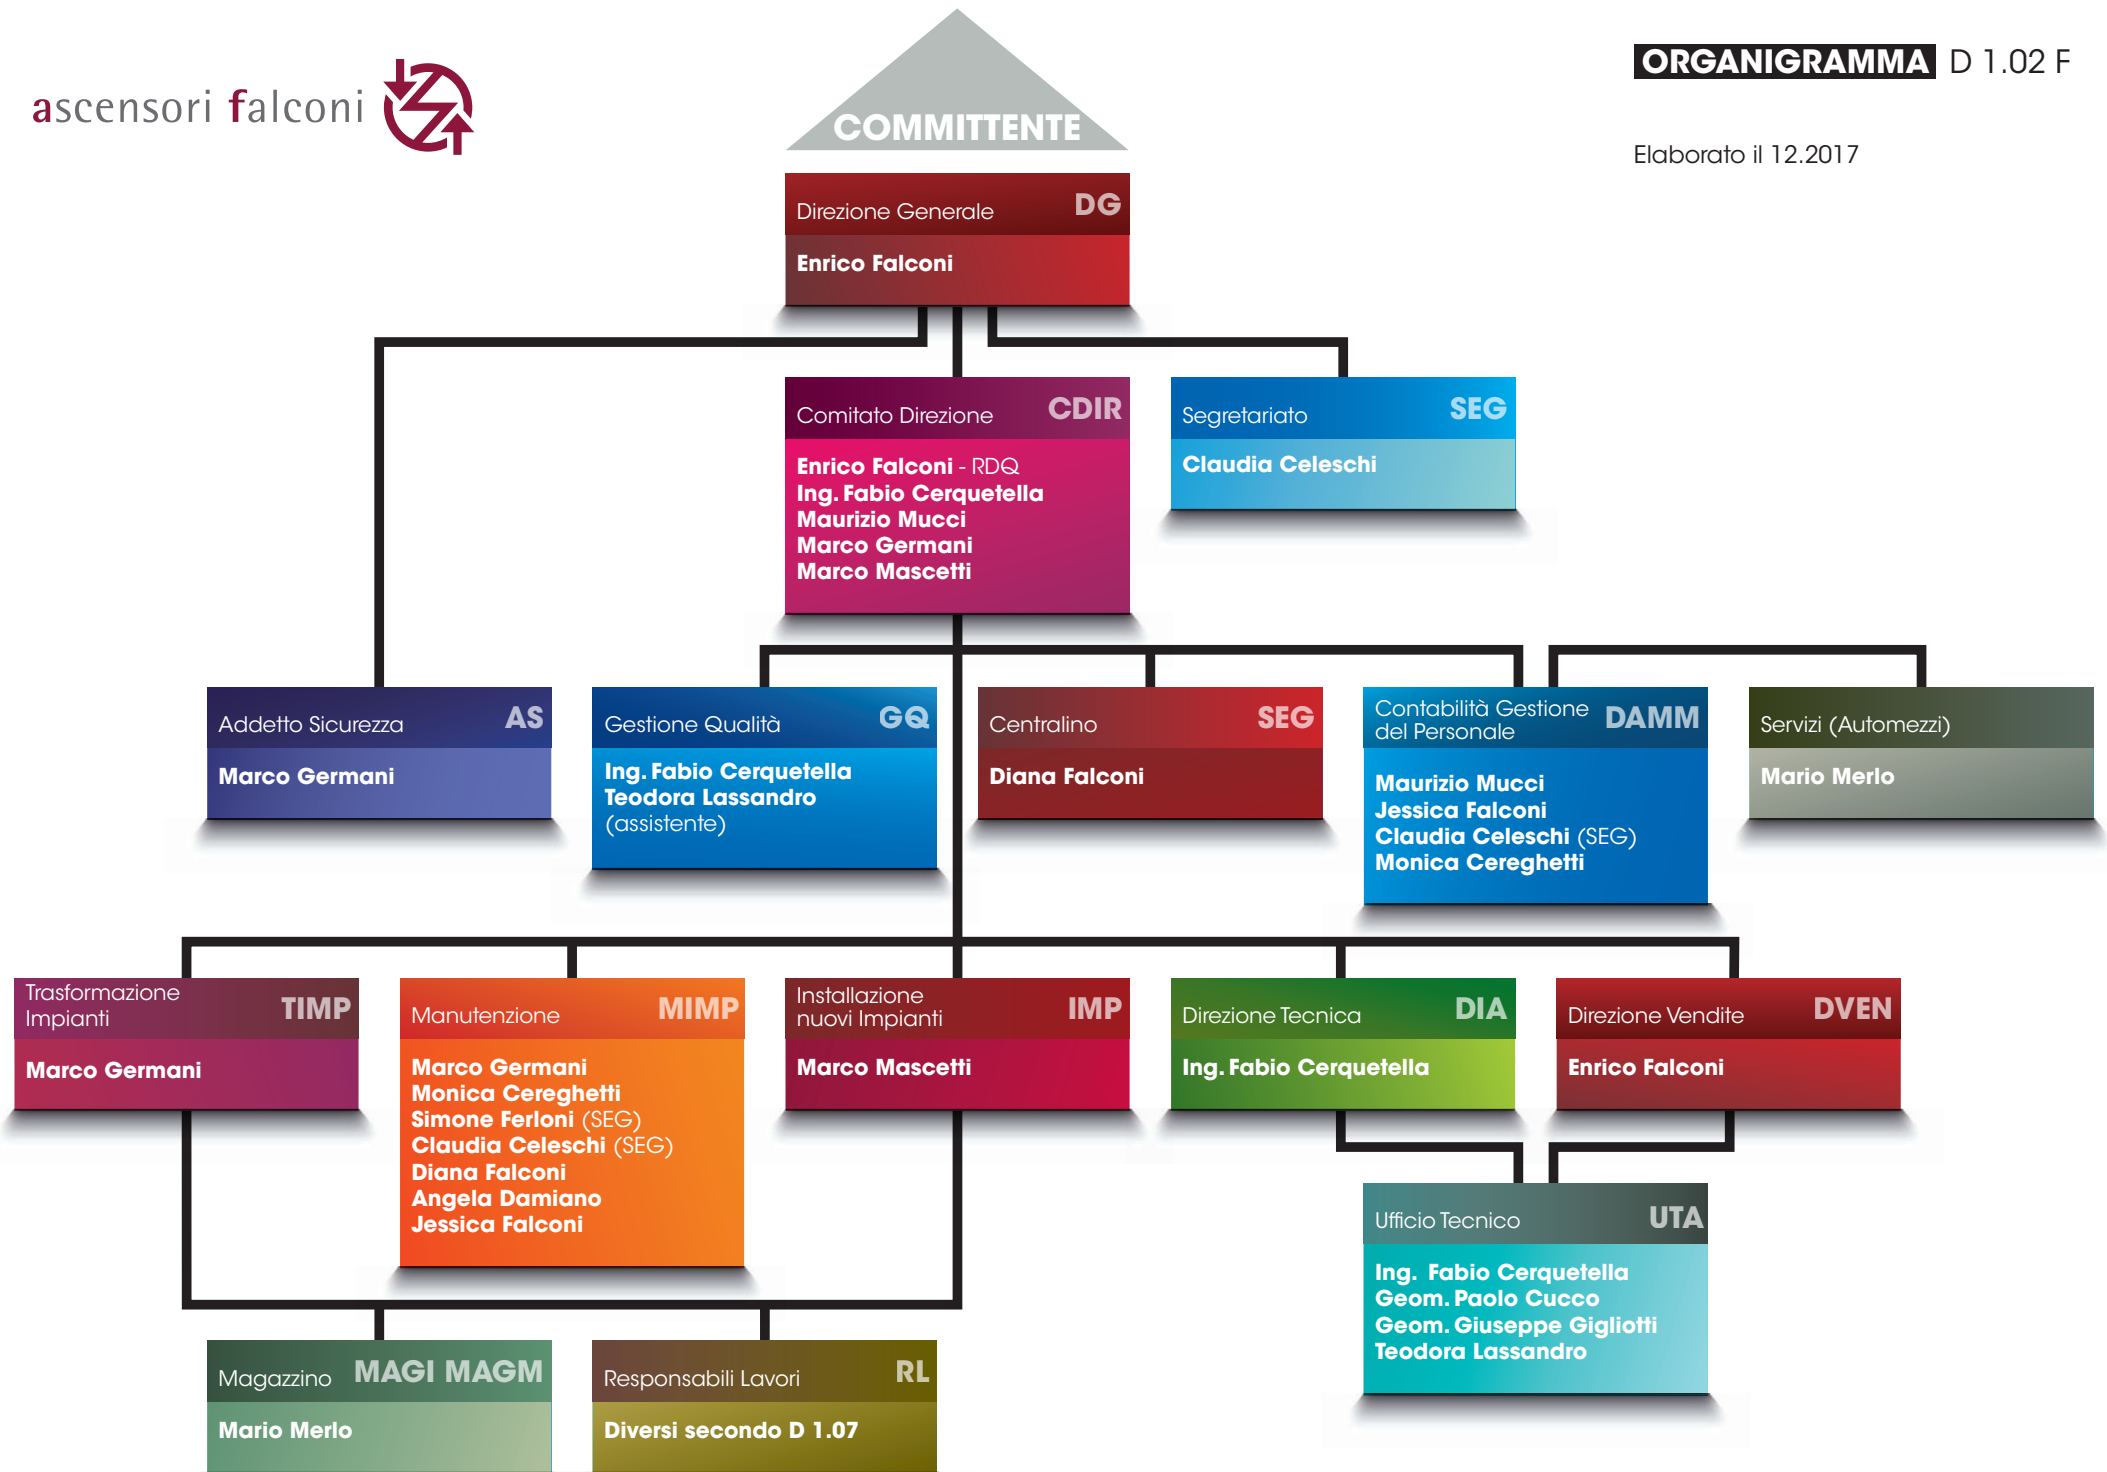 ascensori falconi
ORGANIGRAMMA D 1.02 F
Elaborato il 12.2017
COMMITTENTE
Direzione Generale DG
Enrico Falconi
Comitato Direzione CDIR
Enrico Falconi - RDQ
Ing. Fabio Cerquetella
Maurizio Mucci
Marco Germani
Marco Mascetti
Segretariato SEG
Claudia Celeschi
Addetto Sicurezza AS
Marco Germani
Gestione Qualità GQ
Ing. Fabio Cerquetella
Teodora Lassandro
(assistente)
Centralino SEG
Diana Falconi
Contabilità Gestione
del Personale DAMM
Maurizio Mucci
Jessica Falconi
Claudia Celeschi (SEG)
Monica Cereghetti
Servizi (Automezzi)
Mario Merlo
Trasformazione
Impianti TIMP
Marco Germani
Manutenzione MIMP
Marco Germani
Monica Cereghetti
Simone Ferloni (SEG)
Claudia Celeschi (SEG)
Diana Falconi
Angela Damiano
Jessica Falconi
Installazione
nuovi Impianti IMP
Marco Mascetti
Direzione Tecnica DIA
Ing. Fabio Cerquetella
Direzione Vendite DVEN
Enrico Falconi
Ufficio Tecnico UTA
Ing. Fabio Cerquetella
Geom. Paolo Cucco
Geom. Giuseppe Gigliotti
Teodora Lassandro
Magazzino MAGI MAGM
Mario Merlo
Responsabili Lavori RL
Diversi secondo D 1.07